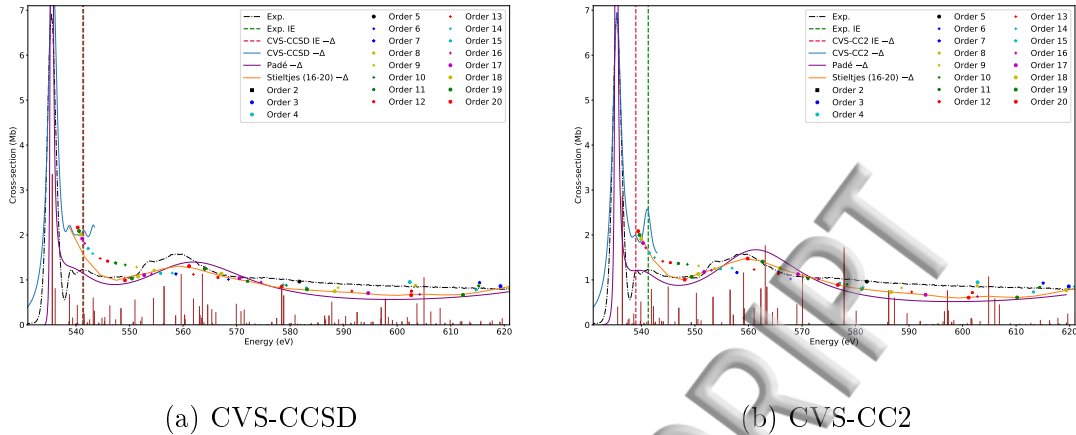 7
6
5
4
3
2
1
0
Cross-section (Mb)
540
550
560
570
580
590
600
610
620
Energy (eV)
Exp.
Exp. IE
CVS-CCSD IE −Δ
CVS-CCSD −Δ
Padé −Δ
Stieltjes (16-20) −Δ
Order 2
Order 3
Order 4
Order 5
Order 6
Order 7
Order 8
Order 9
Order 10
Order 11
Order 12
Order 13
Order 14
Order 15
Order 16
Order 17
Order 18
Order 19
Order 20
(a) CVS-CCSD
7
6
5
4
3
2
1
0
Cross-section (Mb)
540
550
560
570
580
590
600
610
620
Energy (eV)
Exp.
Exp. IE
CVS-CC2 IE −Δ
CVS-CC2 −Δ
Padé −Δ
Stieltjes (16-20) −Δ
Order 2
Order 3
Order 4
Order 5
Order 6
Order 7
Order 8
Order 9
Order 10
Order 11
Order 12
Order 13
Order 14
Order 15
Order 16
Order 17
Order 18
Order 19
Order 20
(b) CVS-CC2
RIPT